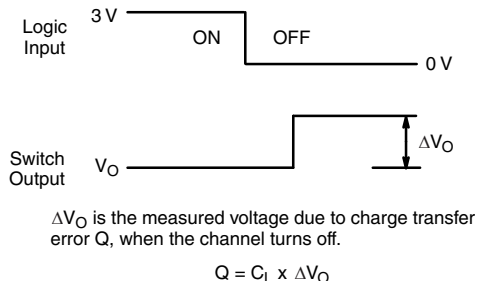 Logic
Input
3 V
ON
OFF
0 V
Switch
Output
VO
ΔVO
ΔVO is the measured voltage due to charge transfer
error Q, when the channel turns off.
Q = CL x ΔVO